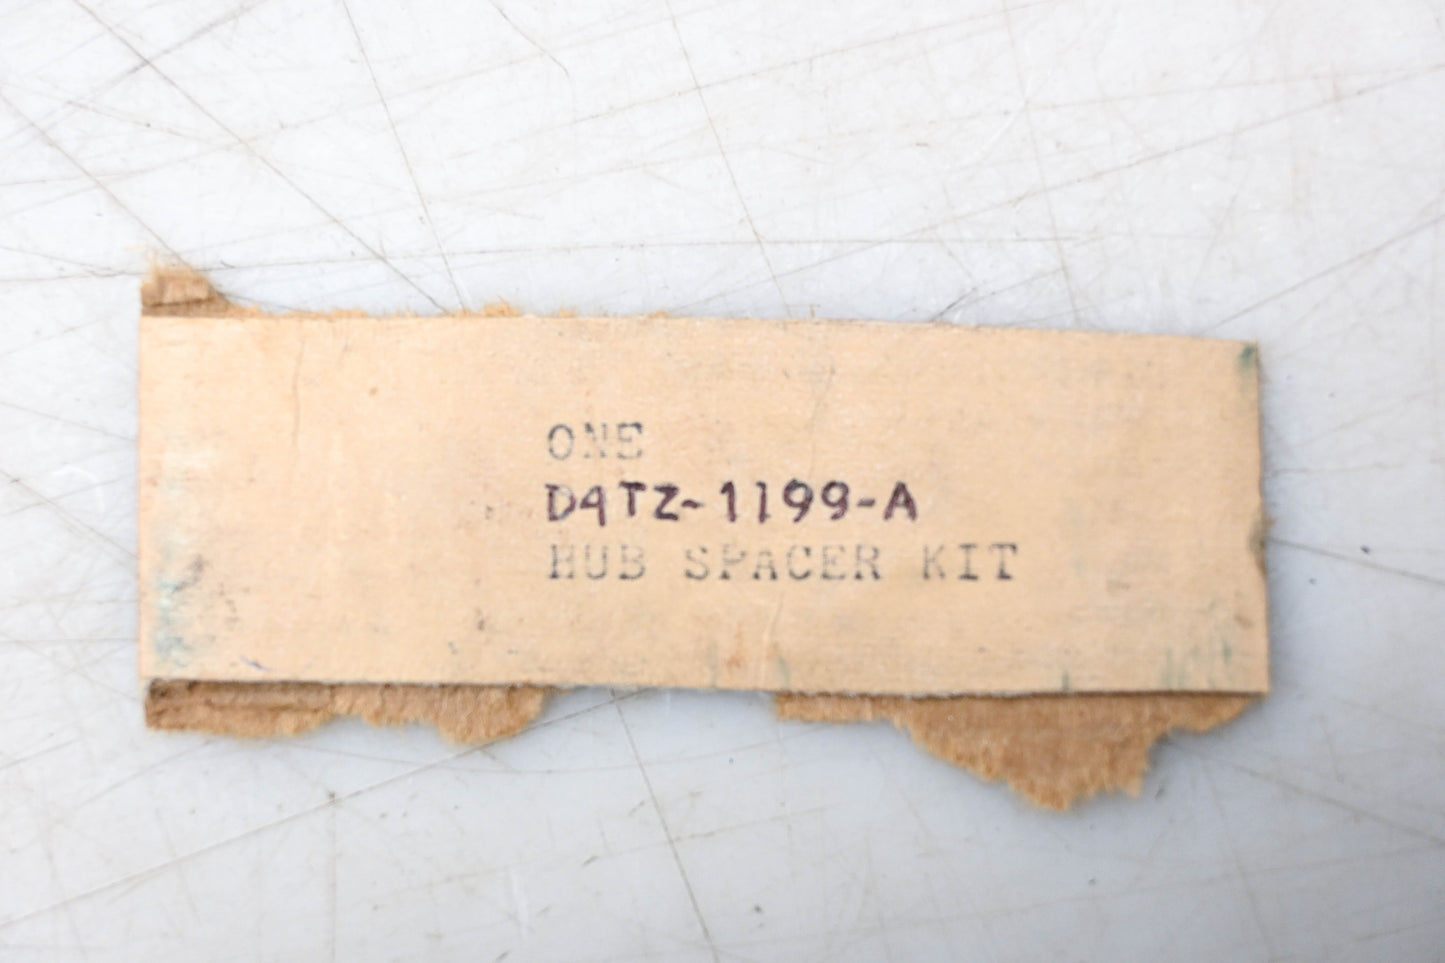 ONE
D4TZ-1199-A
HUB SPACER KIT